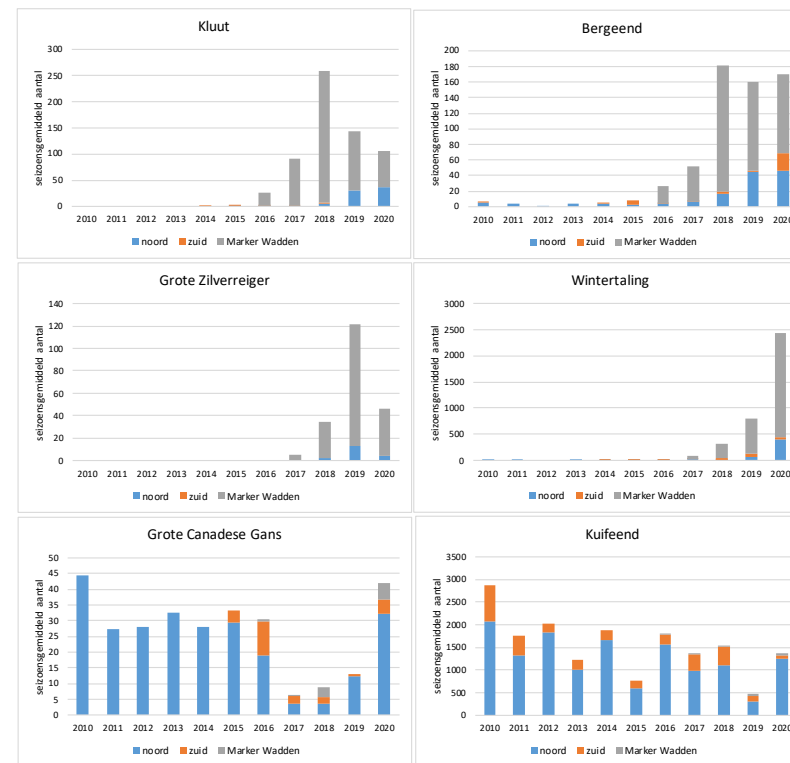 Kluut
seizoensgemiddeld aantal
300
250
200
150
100
50
0
2010 2011 2012 2013 2014 2015 2016 2017 2018 2019 2020
noord zuid Marker Wadden
Bergeend
seizoensgemiddeld aantal
200
180
160
140
120
100
80
60
40
20
0
2010 2011 2012 2013 2014 2015 2016 2017 2018 2019 2020
noord zuid Marker Wadden
Grote Zilverreiger
seizoensgemiddeld aantal
140
120
100
80
60
40
20
0
2010 2011 2012 2013 2014 2015 2016 2017 2018 2019 2020
noord zuid Marker Wadden
Wintertaling
seizoensgemiddeld aantal
3000
2500
2000
1500
1000
500
0
2010 2011 2012 2013 2014 2015 2016 2017 2018 2019 2020
noord zuid Marker Wadden
Grote Canadese Gans
seizoensgemiddeld aantal
50
45
40
35
30
25
20
15
10
5
0
2010 2011 2012 2013 2014 2015 2016 2017 2018 2019 2020
noord zuid Marker Wadden
Kuifeend
seizoensgemiddeld aantal
3500
3000
2500
2000
1500
1000
500
0
2010 2011 2012 2013 2014 2015 2016 2017 2018 2019 2020
noord zuid Marker Wadden